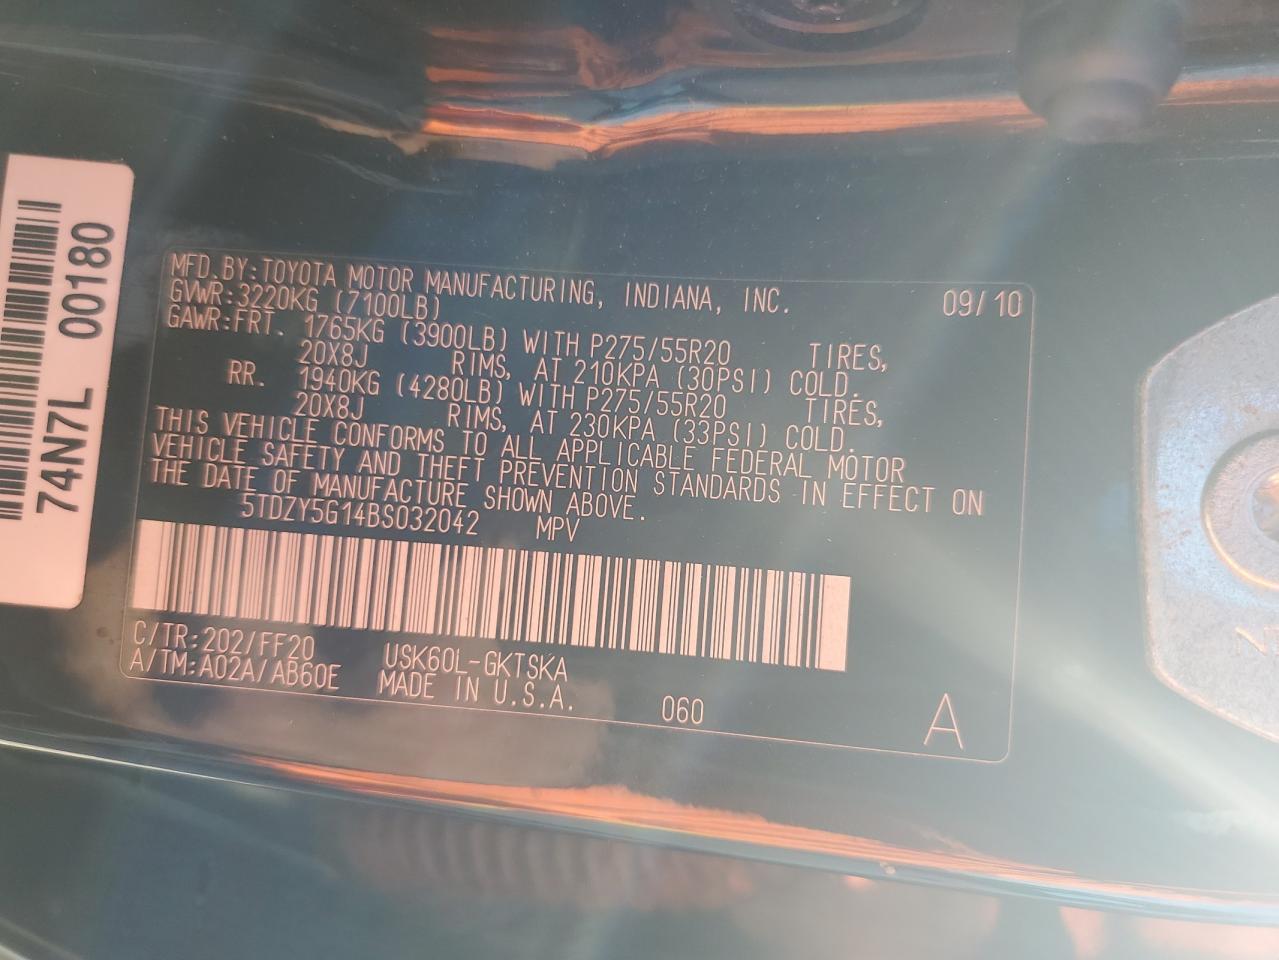 MFD.BY:TOYOTA MOTOR MANUFACTURING, INDIANA, INC. 09/10
GVWR:3220KG (7100LB)
GAWR:FRT. 1765KG (3900LB) WITH P275/55R20 TIRES,
20X8J RIMS, AT 210KPA (30PSI) COLD.
RR. 1940KG (4280LB) WITH P275/55R20 TIRES,
20X8J RIMS, AT 230KPA (33PSI) COLD.
THIS VEHICLE CONFORMS TO ALL APPLICABLE FEDERAL MOTOR
VEHICLE SAFETY AND THEFT PREVENTION STANDARDS IN EFFECT ON
THE DATE OF MANUFACTURE SHOWN ABOVE.
5TDZY5G14BS032042 MPV
C/TR:202/FF20 USK60L-GKTSKA
A/TM:A02A/AB60E MADE IN U.S.A. 060 A
74N7L 00180